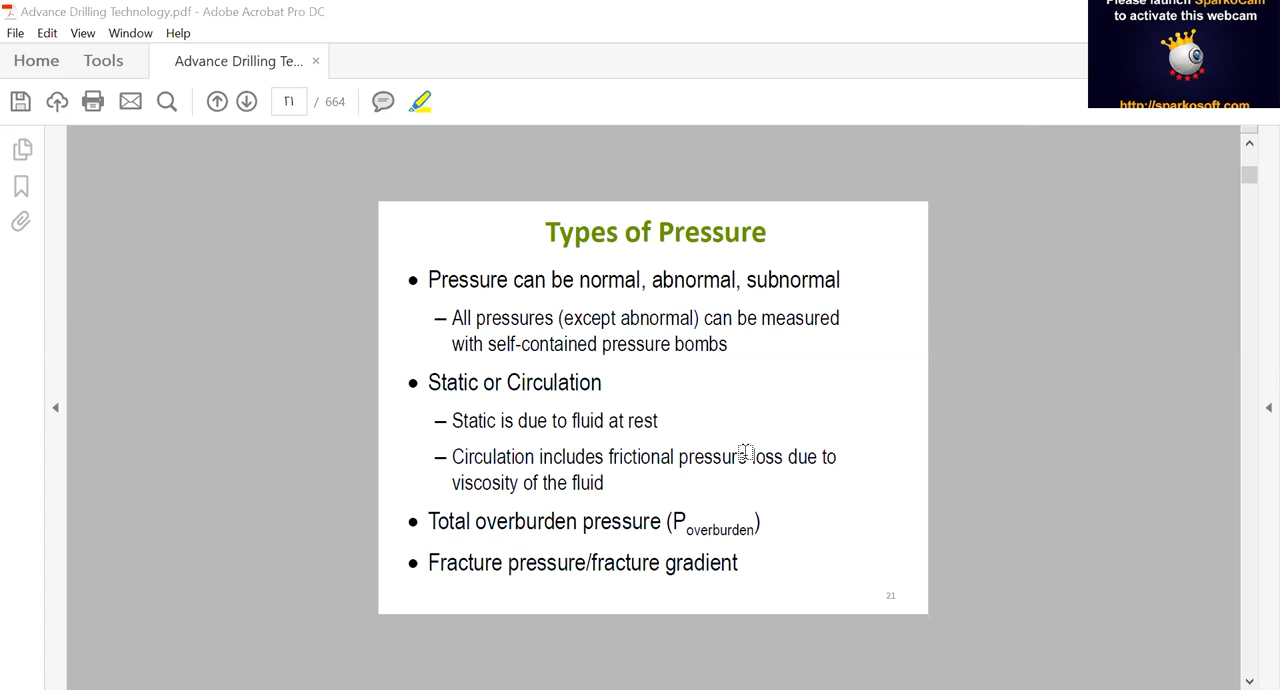 Advance Drilling Technology.pdf - Adobe Acrobat Pro DC
File Edit View Window Help
Home Tools Advance Drilling Te... ×
٢١ / 664
Please launch SparkoCam
to activate this webcam
http://sparkosoft.com
Types of Pressure
• Pressure can be normal, abnormal, subnormal
– All pressures (except abnormal) can be measured
with self-contained pressure bombs
• Static or Circulation
– Static is due to fluid at rest
– Circulation includes frictional pressure loss due to
viscosity of the fluid
• Total overburden pressure (Poverburden)
• Fracture pressure/fracture gradient
21